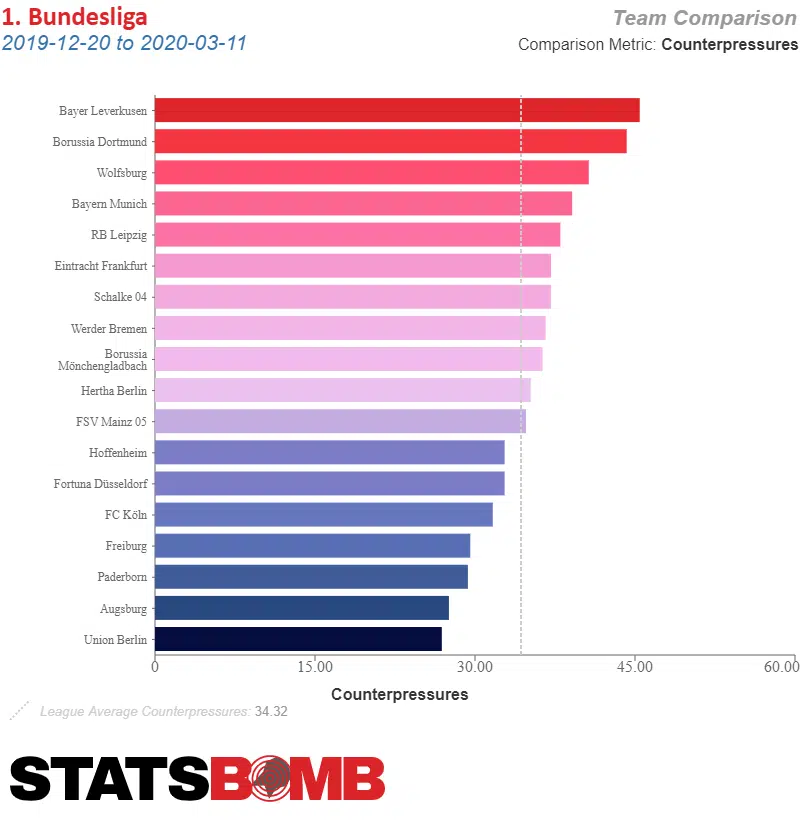 1. Bundesliga
Team Comparison
2019-12-20 to 2020-03-11
Comparison Metric: Counterpressures
Bayer Leverkusen
Borussia Dortmund
Wolfsburg
Bayern Munich
RB Leipzig
Eintracht Frankfurt
Schalke 04
Werder Bremen
Borussia
Mönchengladbach
Hertha Berlin
FSV Mainz 05
Hoffenheim
Fortuna Düsseldorf
FC Köln
Freiburg
Paderborn
Augsburg
Union Berlin
0 15.00 30.00 45.00 60.00
Counterpressures
League Average Counterpressures: 34.32
STATSBOMB